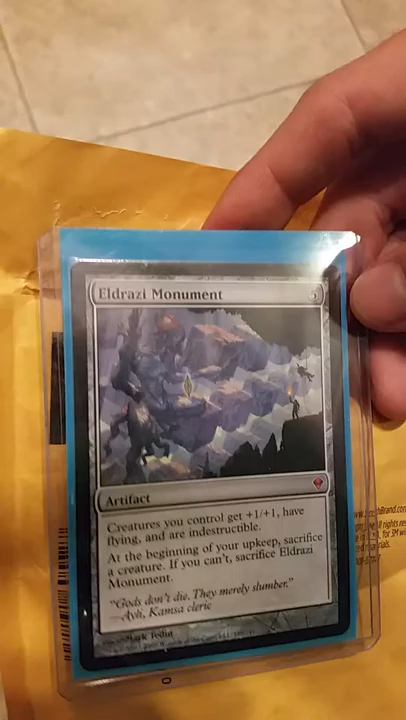 Eldrazi Monument 5
Artifact
Creatures you control get +1/+1, have
flying, and are indestructible.
At the beginning of your upkeep, sacrifice
a creature. If you can't, sacrifice Eldrazi
Monument.
"Gods don't die. They merely slumber."
—Ayli, Kamsa cleric
Mark Tedin